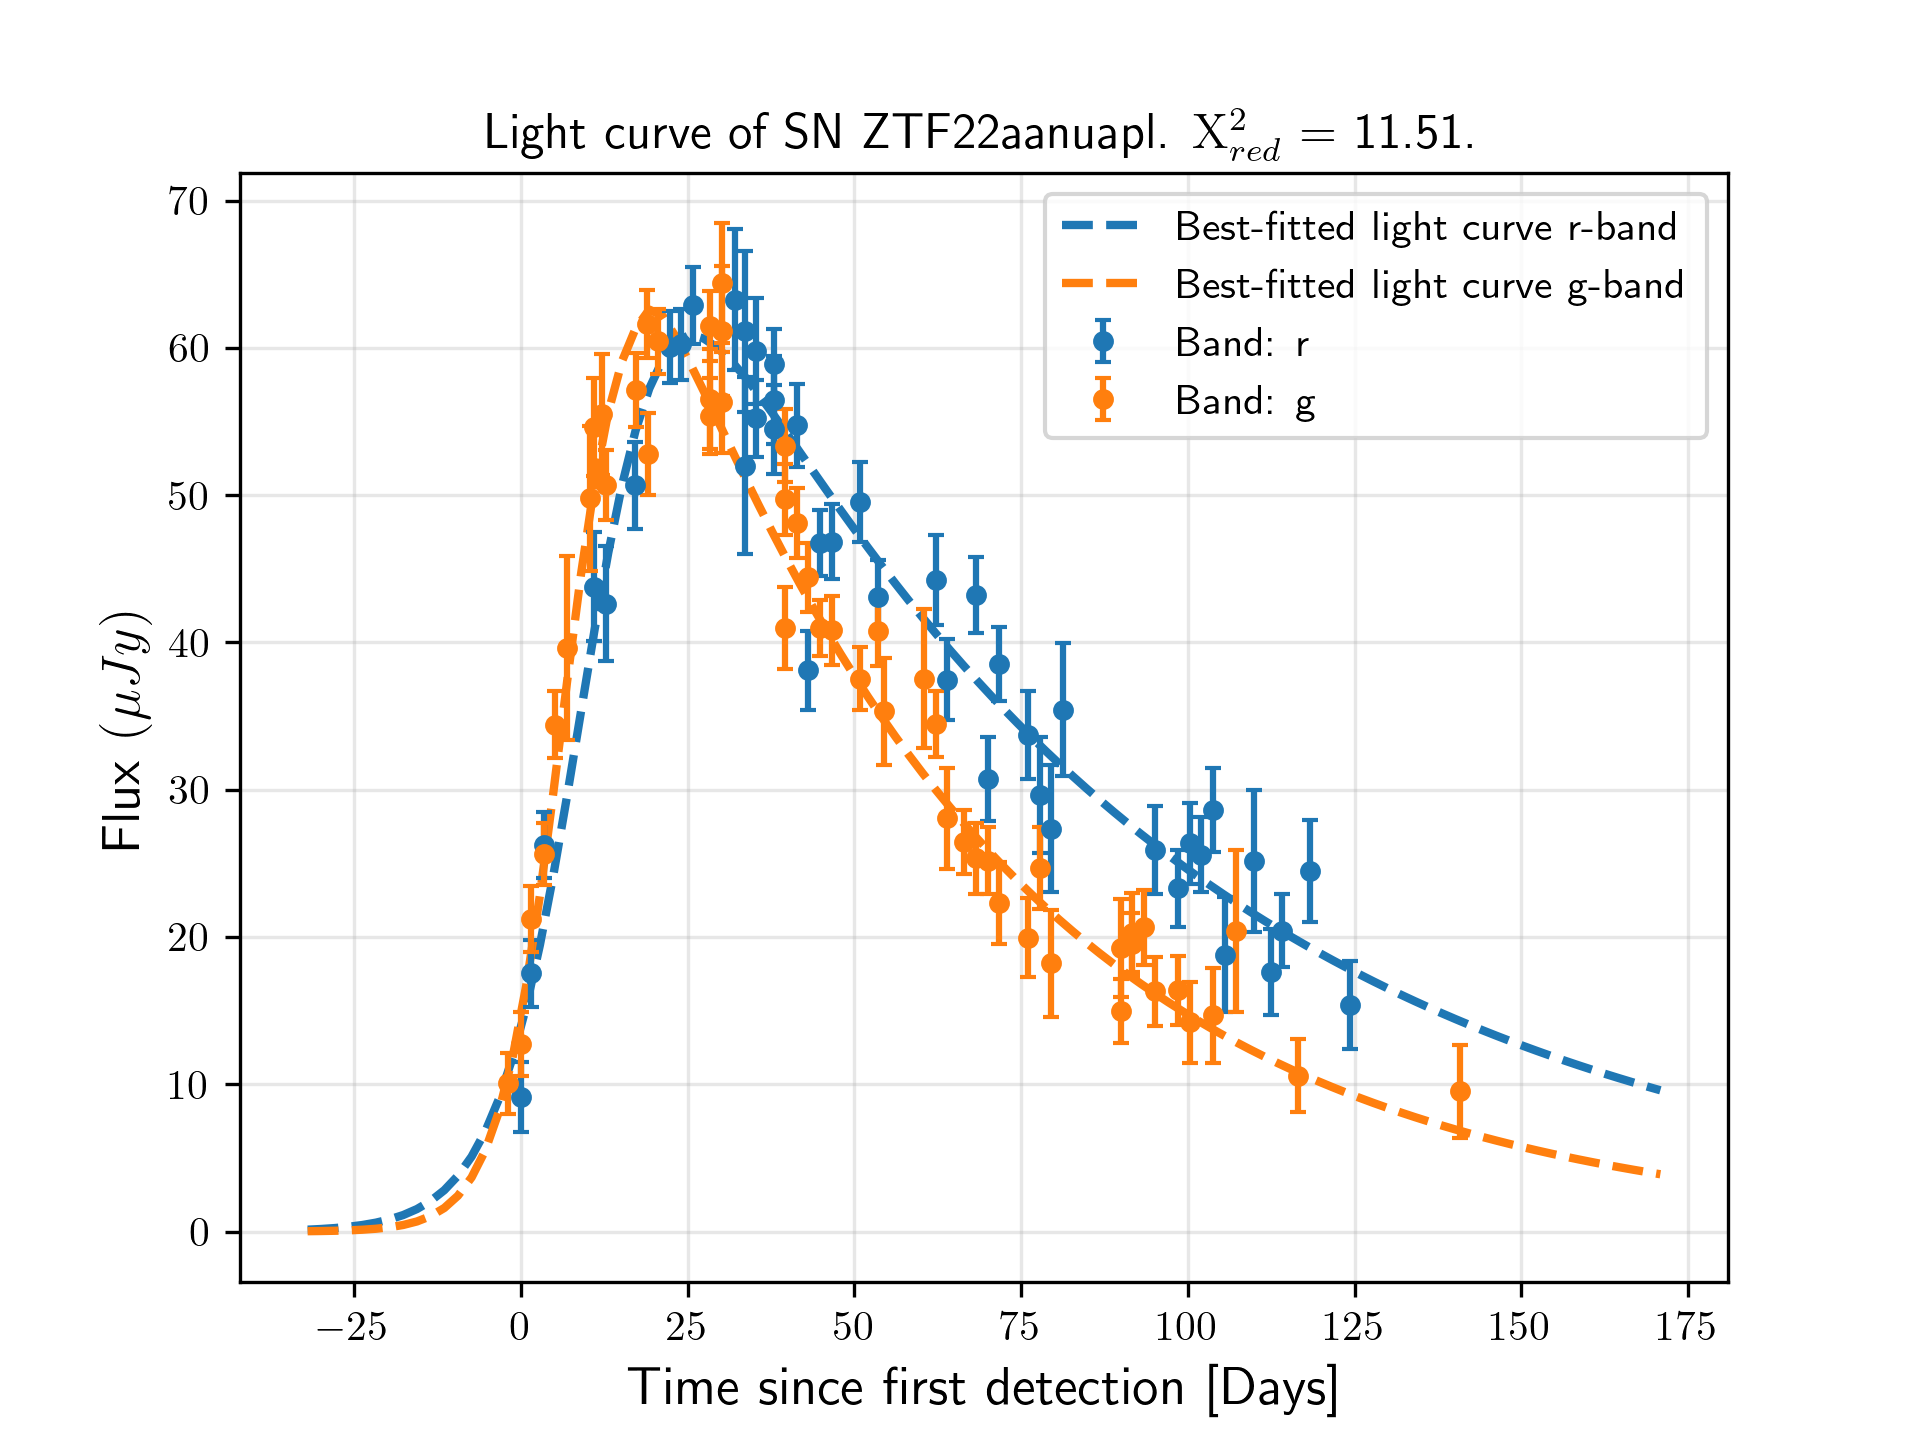 Light curve of SN ZTF22aanuapl. X²_red = 11.51.
Best-fitted light curve r-band
Best-fitted light curve g-band
Band: r
Band: g
Flux (μJy)
70
60
50
40
30
20
10
0
−25 0 25 50 75 100 125 150 175
Time since first detection [Days]